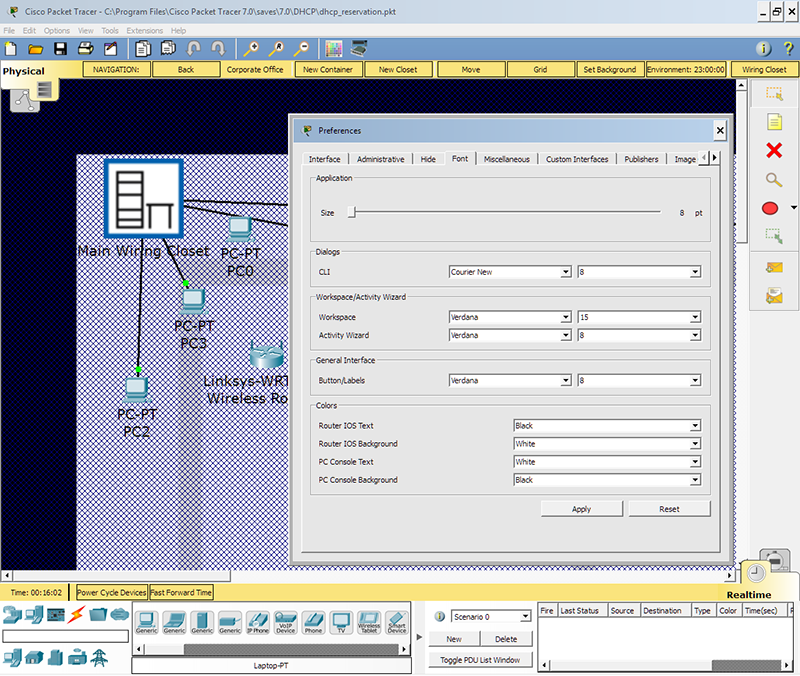 Cisco Packet Tracer - C:\Program Files\Cisco Packet Tracer 7.0\saves\7.0\DHCP\dhcp_reservation.pkt
File Edit Options View Tools Extensions Help
Physical
NAVIGATION: Back Corporate Office New Container New Closet Move Grid Set Background Environment: 23:00:00 Wiring Closet
Main Wiring Closet
PC-PT
PC0
PC-PT
PC3
Linksys-WRT
Wireless Ro
PC-PT
PC2
Preferences
Interface Administrative Hide Font Miscellaneous Custom Interfaces Publishers Image
Application
Size 8 pt
Dialogs
CLI Courier New 8
Workspace/Activity Wizard
Workspace Verdana 15
Activity Wizard Verdana 8
General Interface
Button/Labels Verdana 8
Colors
Router IOS Text Black
Router IOS Background White
PC Console Text White
PC Console Background Black
Apply Reset
Time: 00:16:02 Power Cycle Devices Fast Forward Time
Realtime
Generic Generic Generic Generic IP Phone VoIP Device Phone TV Wireless Tablet Smart Device
Laptop-PT
Scenario 0
New Delete
Toggle PDU List Window
Fire Last Status Source Destination Type Color Time(sec)